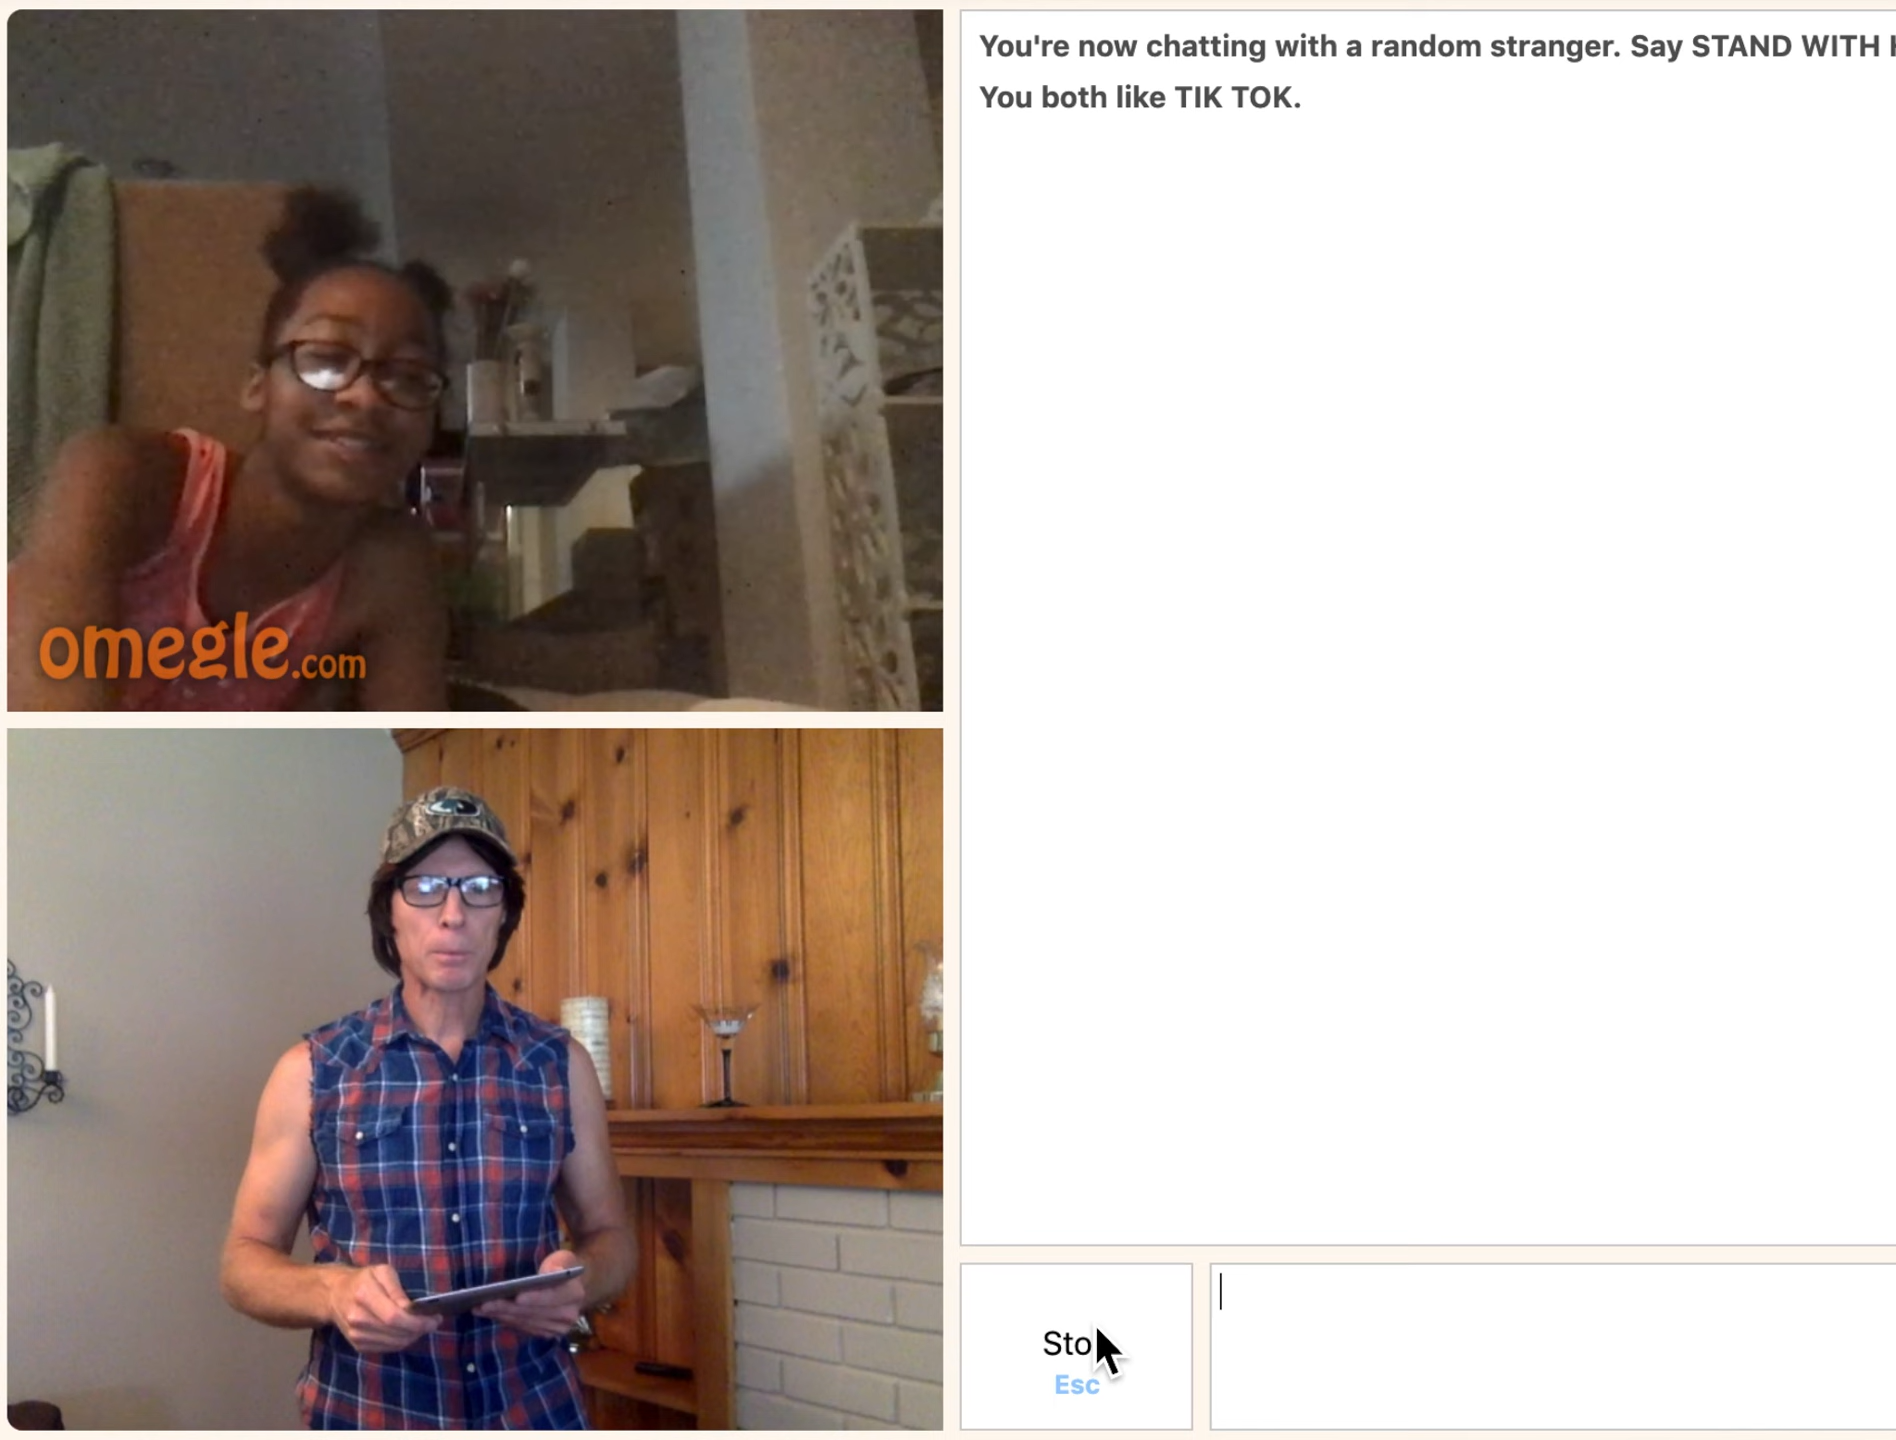 You're now chatting with a random stranger. Say STAND WITH
You both like TIK TOK.
omegle.com
Sto
Esc